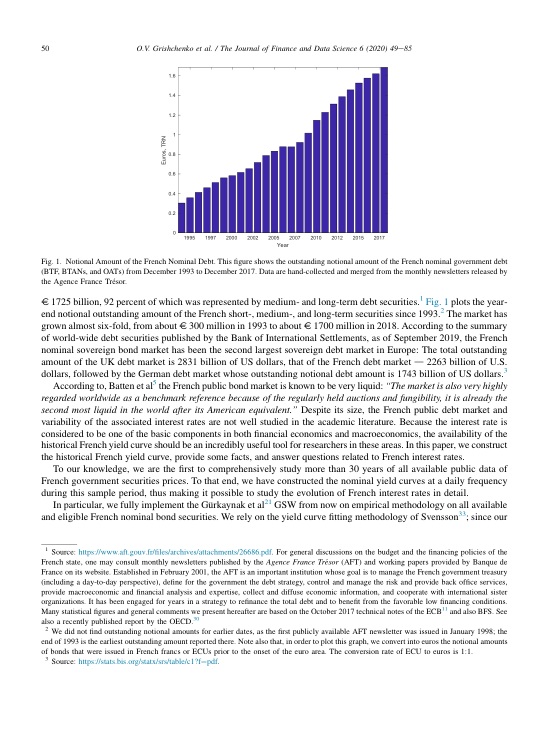 50
O.V. Grishchenko et al. / The Journal of Finance and Data Science 6 (2020) 49–85
1.6
1.4
1.2
1
0.8
0.6
0.4
0.2
0
Euros, TRN
1995 1997 2000 2002 2005 2007 2010 2012 2015 2017
Year
Fig. 1. Notional Amount of the French Nominal Debt. This figure shows the outstanding notional amount of the French nominal government debt
(BTF, BTANs, and OATs) from December 1993 to December 2017. Data are hand-collected and merged from the monthly newsletters released by
the Agence France Trésor.
€ 1725 billion, 92 percent of which was represented by medium- and long-term debt securities.1 Fig. 1 plots the year-
end notional outstanding amount of the French short-, medium-, and long-term securities since 1993.2 The market has
grown almost six-fold, from about € 300 million in 1993 to about € 1700 million in 2018. According to the summary
of world-wide debt securities published by the Bank of International Settlements, as of September 2019, the French
nominal sovereign bond market has been the second largest sovereign debt market in Europe: The total outstanding
amount of the UK debt market is 2831 billion of US dollars, that of the French debt market — 2263 billion of U.S.
dollars, followed by the German debt market whose outstanding notional debt amount is 1743 billion of US dollars.3
According to, Batten et al5 the French public bond market is known to be very liquid: “The market is also very highly
regarded worldwide as a benchmark reference because of the regularly held auctions and fungibility, it is already the
second most liquid in the world after its American equivalent.” Despite its size, the French public debt market and
variability of the associated interest rates are not well studied in the academic literature. Because the interest rate is
considered to be one of the basic components in both financial economics and macroeconomics, the availability of the
historical French yield curve should be an incredibly useful tool for researchers in these areas. In this paper, we construct
the historical French yield curve, provide some facts, and answer questions related to French interest rates.
To our knowledge, we are the first to comprehensively study more than 30 years of all available public data of
French government securities prices. To that end, we have constructed the nominal yield curves at a daily frequency
during this sample period, thus making it possible to study the evolution of French interest rates in detail.
In particular, we fully implement the Gürkaynak et al21 GSW from now on empirical methodology on all available
and eligible French nominal bond securities. We rely on the yield curve fitting methodology of Svensson33; since our
1 Source: https://www.aft.gouv.fr/files/archives/attachments/26686.pdf. For general discussions on the budget and the financing policies of the
French state, one may consult monthly newsletters published by the Agence France Trésor (AFT) and working papers provided by Banque de
France on its website. Established in February 2001, the AFT is an important institution whose goal is to manage the French government treasury
(including a day-to-day perspective), define for the government the debt strategy, control and manage the risk and provide back office services,
provide macroeconomic and financial analysis and expertise, collect and diffuse economic information, and cooperate with international sister
organizations. It has been engaged for years in a strategy to refinance the total debt and to benefit from the favorable low financing conditions.
Many statistical figures and general comments we present hereafter are based on the October 2017 technical notes of the ECB11 and also BFS. See
also a recently published report by the OECD.30
2 We did not find outstanding notional amounts for earlier dates, as the first publicly available AFT newsletter was issued in January 1998; the
end of 1993 is the earliest outstanding amount reported there. Note also that, in order to plot this graph, we convert into euros the notional amounts
of bonds that were issued in French francs or ECUs prior to the onset of the euro area. The conversion rate of ECU to euros is 1:1.
3 Source: https://stats.bis.org/statx/srs/table/c1?f=pdf.